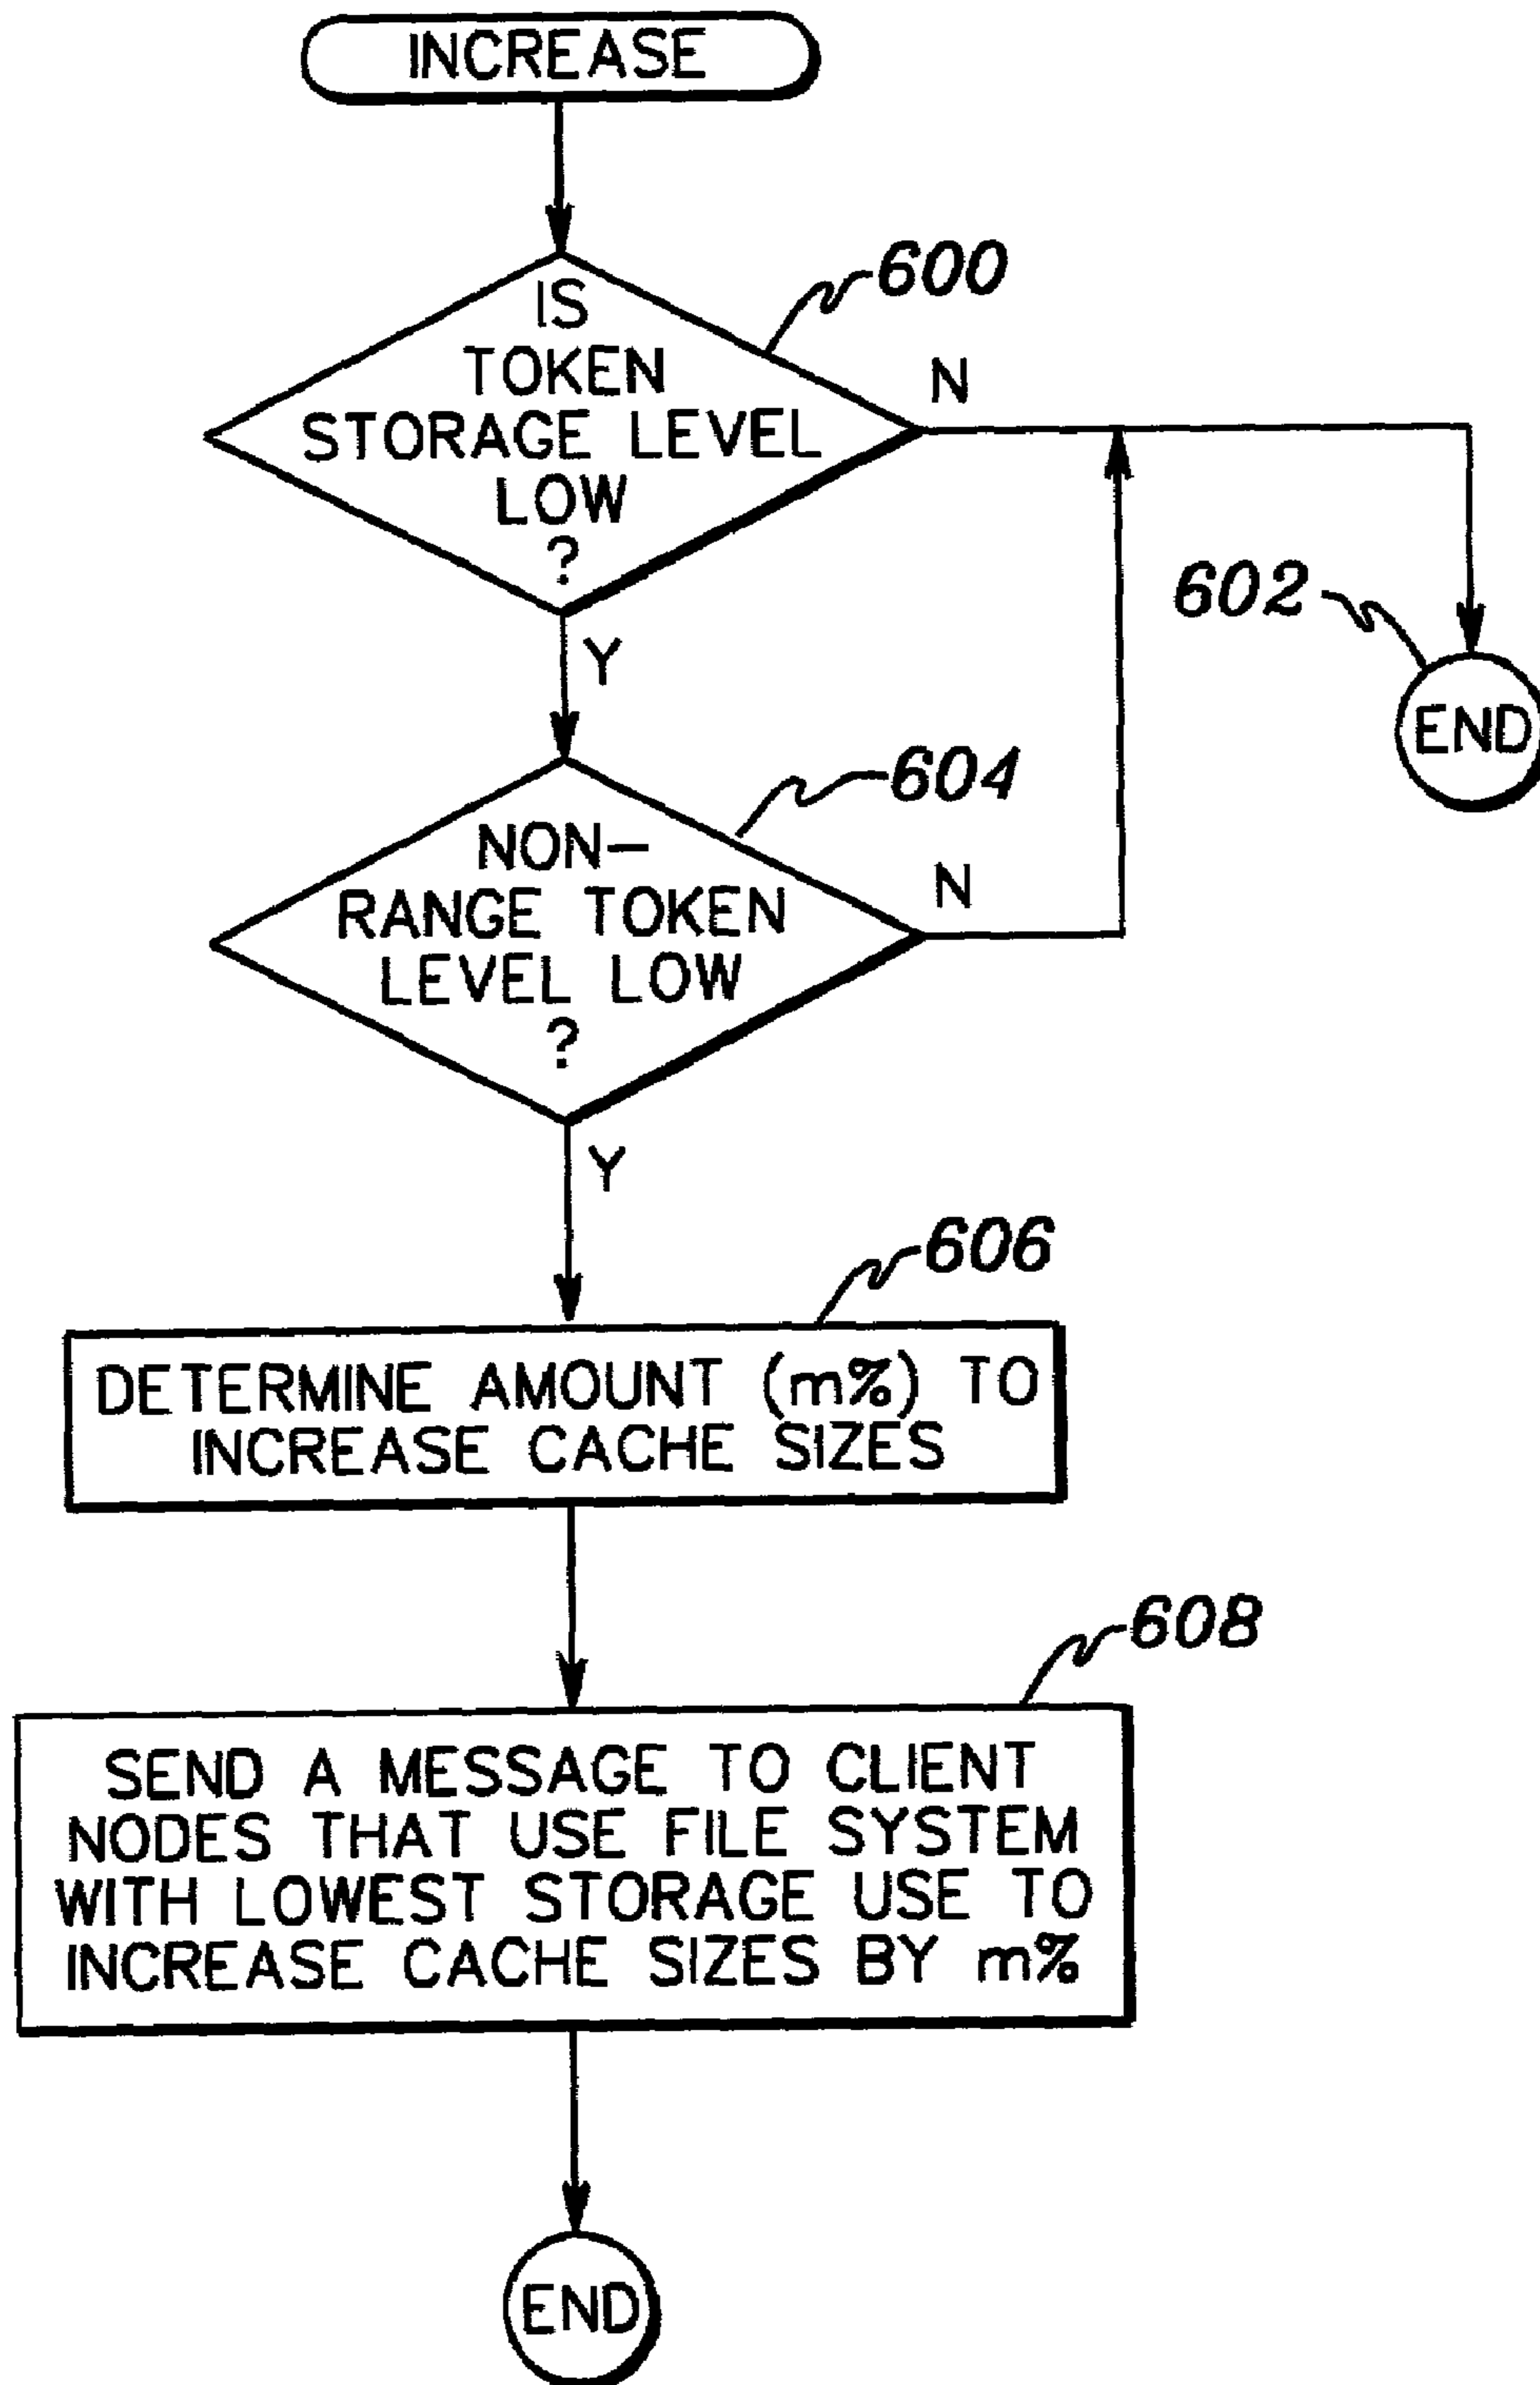 INCREASE
600
IS
TOKEN
STORAGE LEVEL
LOW
?
N
Y
602
END
604
NON-
RANGE TOKEN
LEVEL LOW
?
N
Y
606
DETERMINE AMOUNT (m%) TO
INCREASE CACHE SIZES
608
SEND A MESSAGE TO CLIENT
NODES THAT USE FILE SYSTEM
WITH LOWEST STORAGE USE TO
INCREASE CACHE SIZES BY m%
END